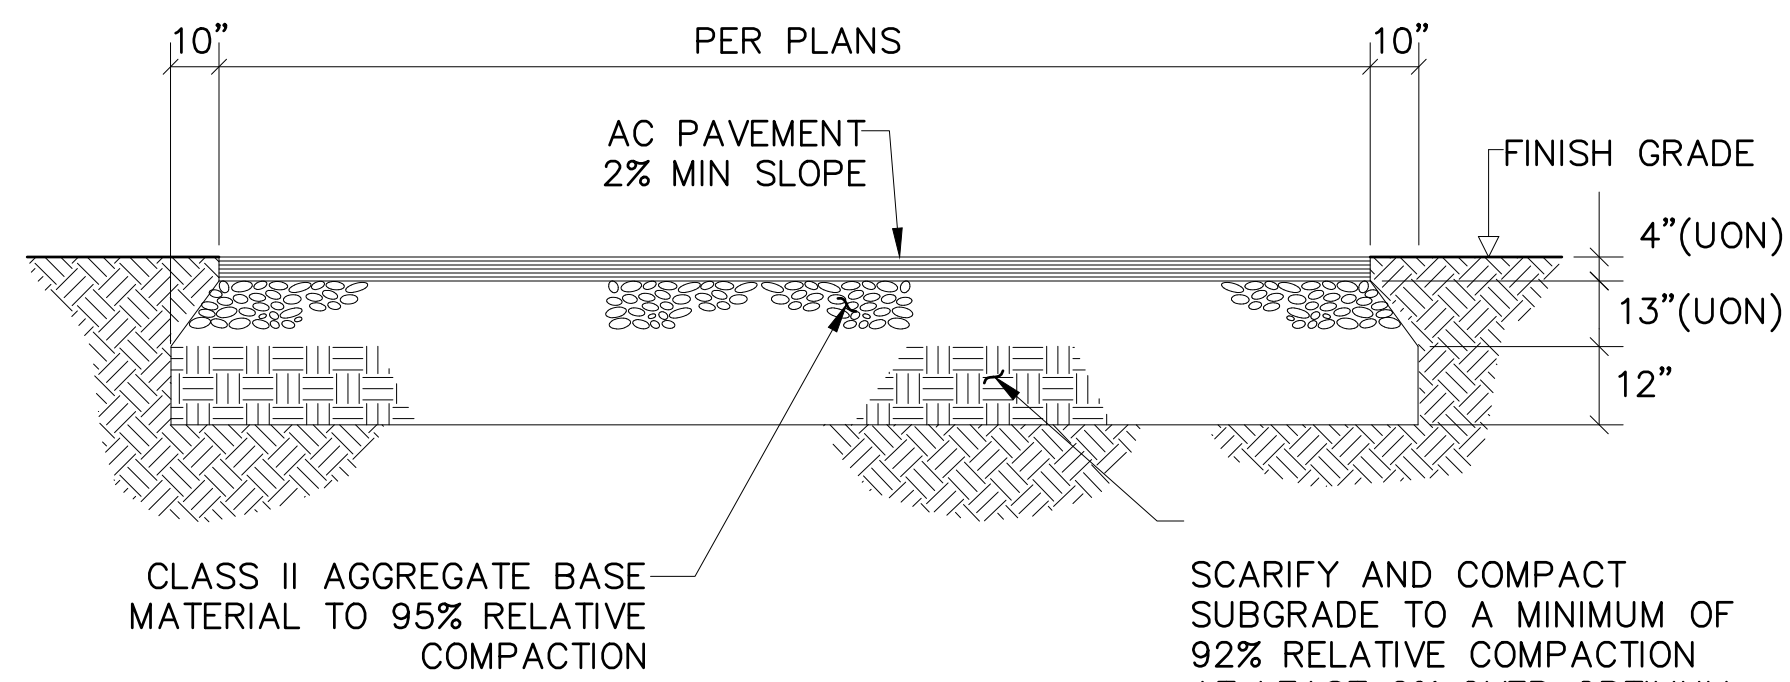 10” PER PLANS 10”
AC PAVEMENT
2% MIN SLOPE
FINISH GRADE
4”(UON)
13”(UON)
12”
CLASS II AGGREGATE BASE
MATERIAL TO 95% RELATIVE
COMPACTION
SCARIFY AND COMPACT
SUBGRADE TO A MINIMUM OF
92% RELATIVE COMPACTION